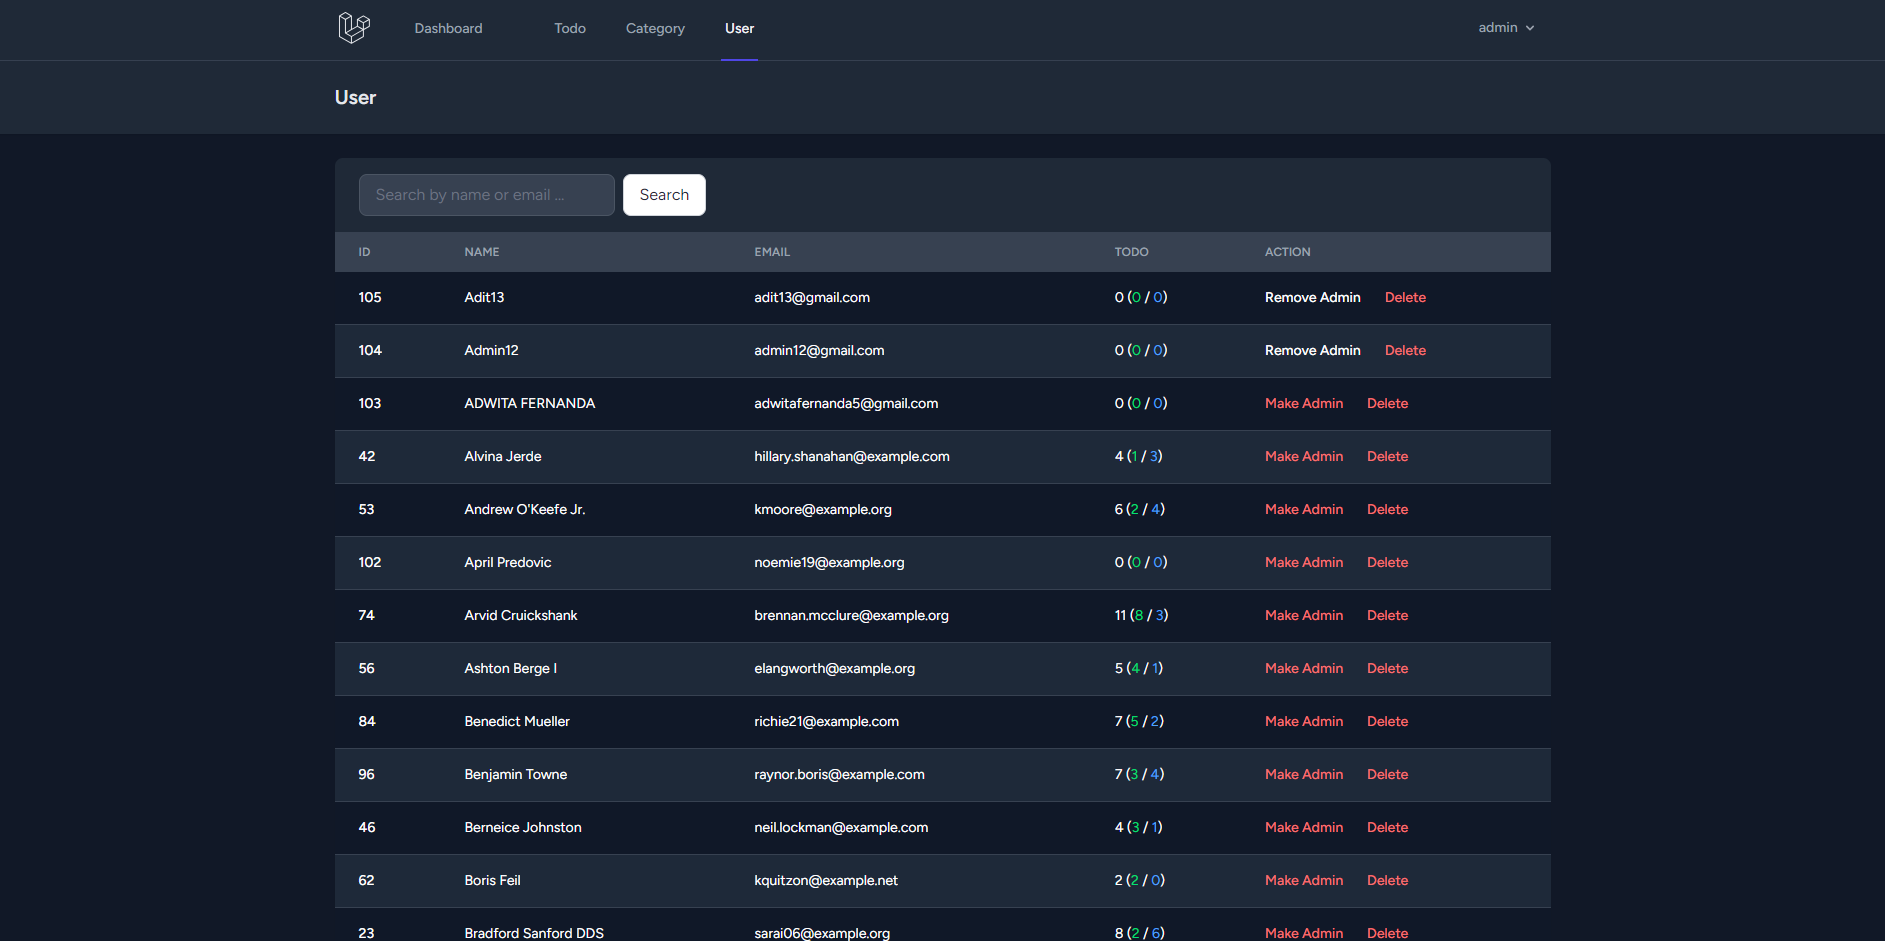 Dashboard Todo Category User admin
User
Search by name or email ... Search
ID NAME EMAIL TODO ACTION
105 Adit13 adit13@gmail.com 0 (0 / 0) Remove Admin Delete
104 Admin12 admin12@gmail.com 0 (0 / 0) Remove Admin Delete
103 ADWITA FERNANDA adwitafernanda5@gmail.com 0 (0 / 0) Make Admin Delete
42 Alvina Jerde hillary.shanahan@example.com 4 (1 / 3) Make Admin Delete
53 Andrew O'Keefe Jr. kmoore@example.org 6 (2 / 4) Make Admin Delete
102 April Predovic noemie19@example.org 0 (0 / 0) Make Admin Delete
74 Arvid Cruickshank brennan.mcclure@example.org 11 (8 / 3) Make Admin Delete
56 Ashton Berge I elangworth@example.org 5 (4 / 1) Make Admin Delete
84 Benedict Mueller richie21@example.com 7 (5 / 2) Make Admin Delete
96 Benjamin Towne raynor.boris@example.com 7 (3 / 4) Make Admin Delete
46 Berneice Johnston neil.lockman@example.com 4 (3 / 1) Make Admin Delete
62 Boris Feil kquitzon@example.net 2 (2 / 0) Make Admin Delete
23 Bradford Sanford DDS sarai06@example.org 8 (2 / 6) Make Admin Delete